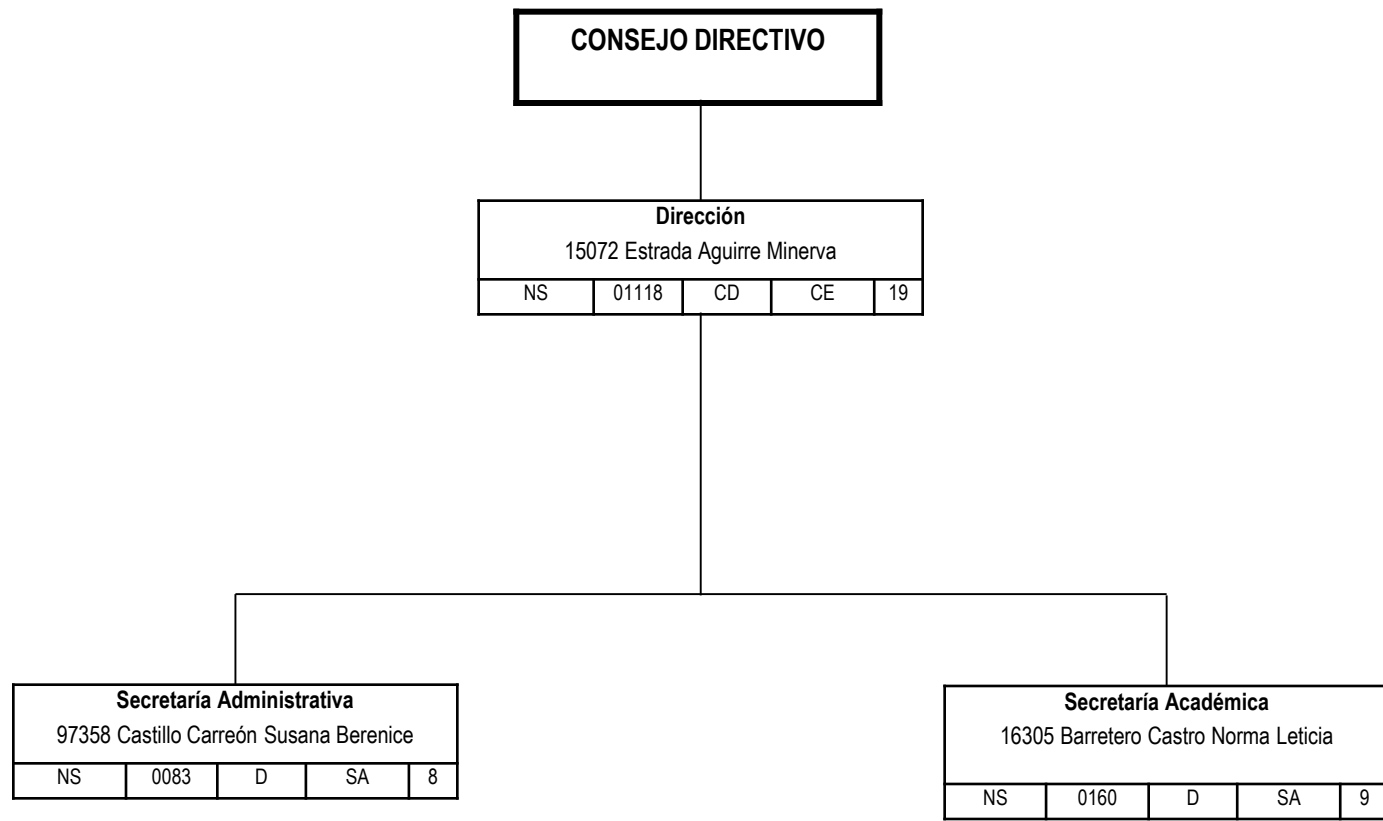 CONSEJO DIRECTIVO
Dirección
15072 Estrada Aguirre Minerva
NS 01118 CD CE 19
Secretaría Administrativa
97358 Castillo Carreón Susana Berenice
NS 0083 D SA 8
Secretaría Académica
16305 Barretero Castro Norma Leticia
NS 0160 D SA 9